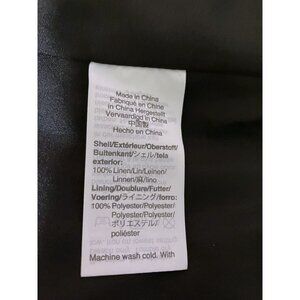 Made in China
Fabriqué en Chine
in China Hergestellt
Vervaardigd in China
中国製
Hecho en China
Shell/Extérieur/Oberstoff/
Buitenkant/シェル/tela
exterior:
100% Linen/Lin/Leinen/
Linnen/麻/lino
Lining/Doublure/Futter/
Voering/ライニング/forro:
100% Polyester/Polyester/
Polyester/Polyester/
ポリエステル/
poliéster
Machine wash cold. With